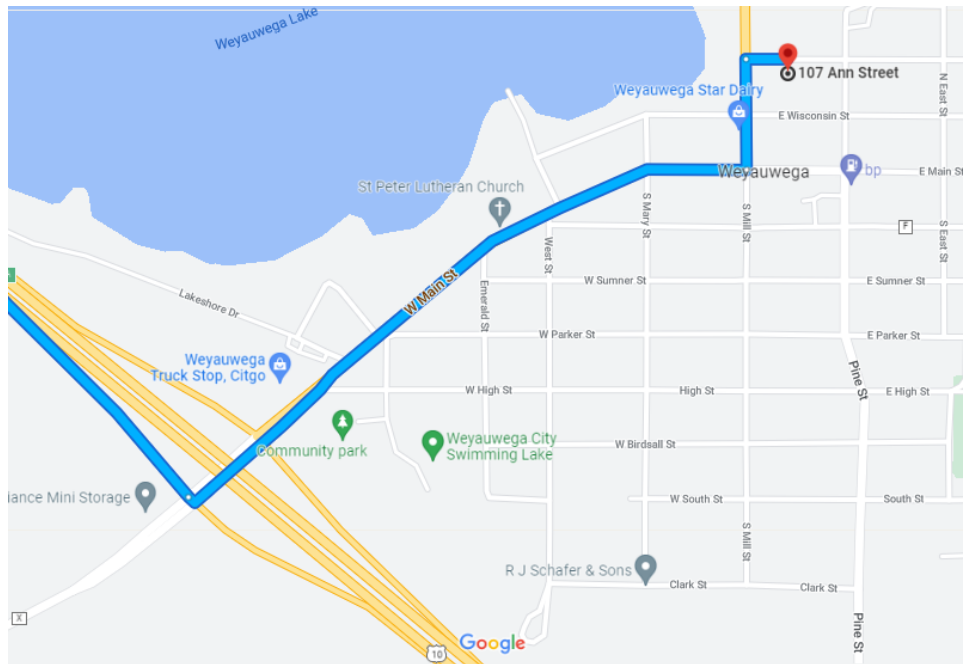 Weyauwega Lake
107 Ann Street
Weyauwega Star Dairy
E Wisconsin St
N East St
Weyauwega
bp
E Main St
St Peter Lutheran Church
S Mary St
S Mill St
F
S East St
West St
W Main St
Lakeshore Dr
Emerald St
W Sumner St
E Sumner St
W Parker St
E Parker St
Weyauwega
Truck Stop, Citgo
Pine St
W High St
High St
E High St
Community park
Weyauwega City
Swimming Lake
W Birdsall St
iance Mini Storage
W South St
South St
S Mill St
R J Schafer & Sons
Clark St
Clark St
X
Pine St
Google
10